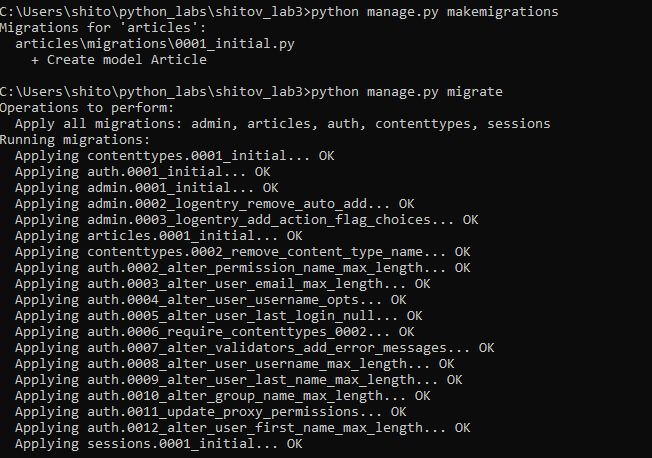 C:\Users\shito\python_labs\shitov_lab3>python manage.py makemigrations
Migrations for 'articles':
  articles\migrations\0001_initial.py
    + Create model Article

C:\Users\shito\python_labs\shitov_lab3>python manage.py migrate
Operations to perform:
  Apply all migrations: admin, articles, auth, contenttypes, sessions
Running migrations:
  Applying contenttypes.0001_initial... OK
  Applying auth.0001_initial... OK
  Applying admin.0001_initial... OK
  Applying admin.0002_logentry_remove_auto_add... OK
  Applying admin.0003_logentry_add_action_flag_choices... OK
  Applying articles.0001_initial... OK
  Applying contenttypes.0002_remove_content_type_name... OK
  Applying auth.0002_alter_permission_name_max_length... OK
  Applying auth.0003_alter_user_email_max_length... OK
  Applying auth.0004_alter_user_username_opts... OK
  Applying auth.0005_alter_user_last_login_null... OK
  Applying auth.0006_require_contenttypes_0002... OK
  Applying auth.0007_alter_validators_add_error_messages... OK
  Applying auth.0008_alter_user_username_max_length... OK
  Applying auth.0009_alter_user_last_name_max_length... OK
  Applying auth.0010_alter_group_name_max_length... OK
  Applying auth.0011_update_proxy_permissions... OK
  Applying auth.0012_alter_user_first_name_max_length... OK
  Applying sessions.0001_initial... OK